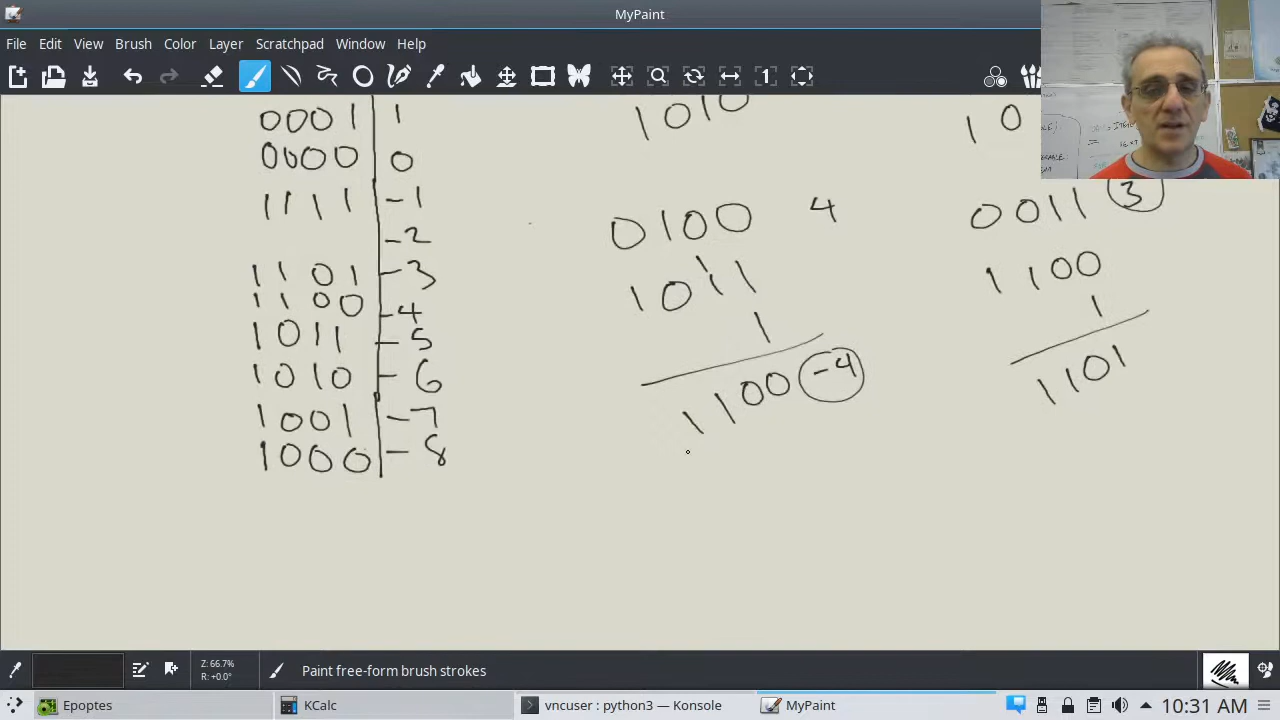 MyPaint
File Edit View Brush Color Layer Scratchpad Window Help
0001 1
0000 0
1111 -1
-2
1101 -3
1100 -4
1011 -5
1010 -6
1001 -7
1000 -8
1010
0100 4
1011
1
1100 -4
10
0011 3
1100
1
1101
Z: 66.7%
R: +0.0°
Paint free-form brush strokes
Epoptes
KCalc
vncuser : python3 — Konsole
MyPaint
10:31 AM